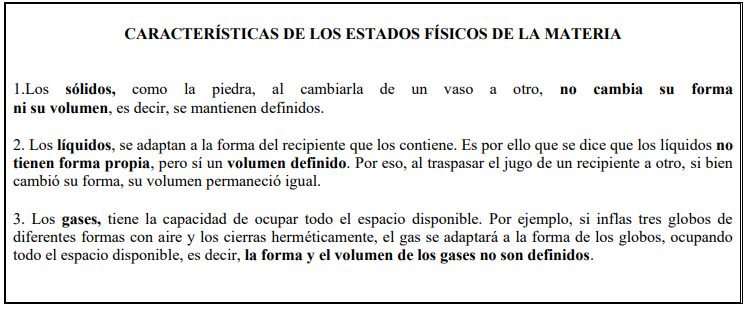 CARACTERÍSTICAS DE LOS ESTADOS FÍSICOS DE LA MATERIA
1.Los sólidos, como la piedra, al cambiarla de un vaso a otro, no cambia su forma
ni su volumen, es decir, se mantienen definidos.
2. Los líquidos, se adaptan a la forma del recipiente que los contiene. Es por ello que se dice que los líquidos no
tienen forma propia, pero sí un volumen definido. Por eso, al traspasar el jugo de un recipiente a otro, si bien
cambió su forma, su volumen permaneció igual.
3. Los gases, tiene la capacidad de ocupar todo el espacio disponible. Por ejemplo, si inflas tres globos de
diferentes formas con aire y los cierras herméticamente, el gas se adaptará a la forma de los globos, ocupando
todo el espacio disponible, es decir, la forma y el volumen de los gases no son definidos.